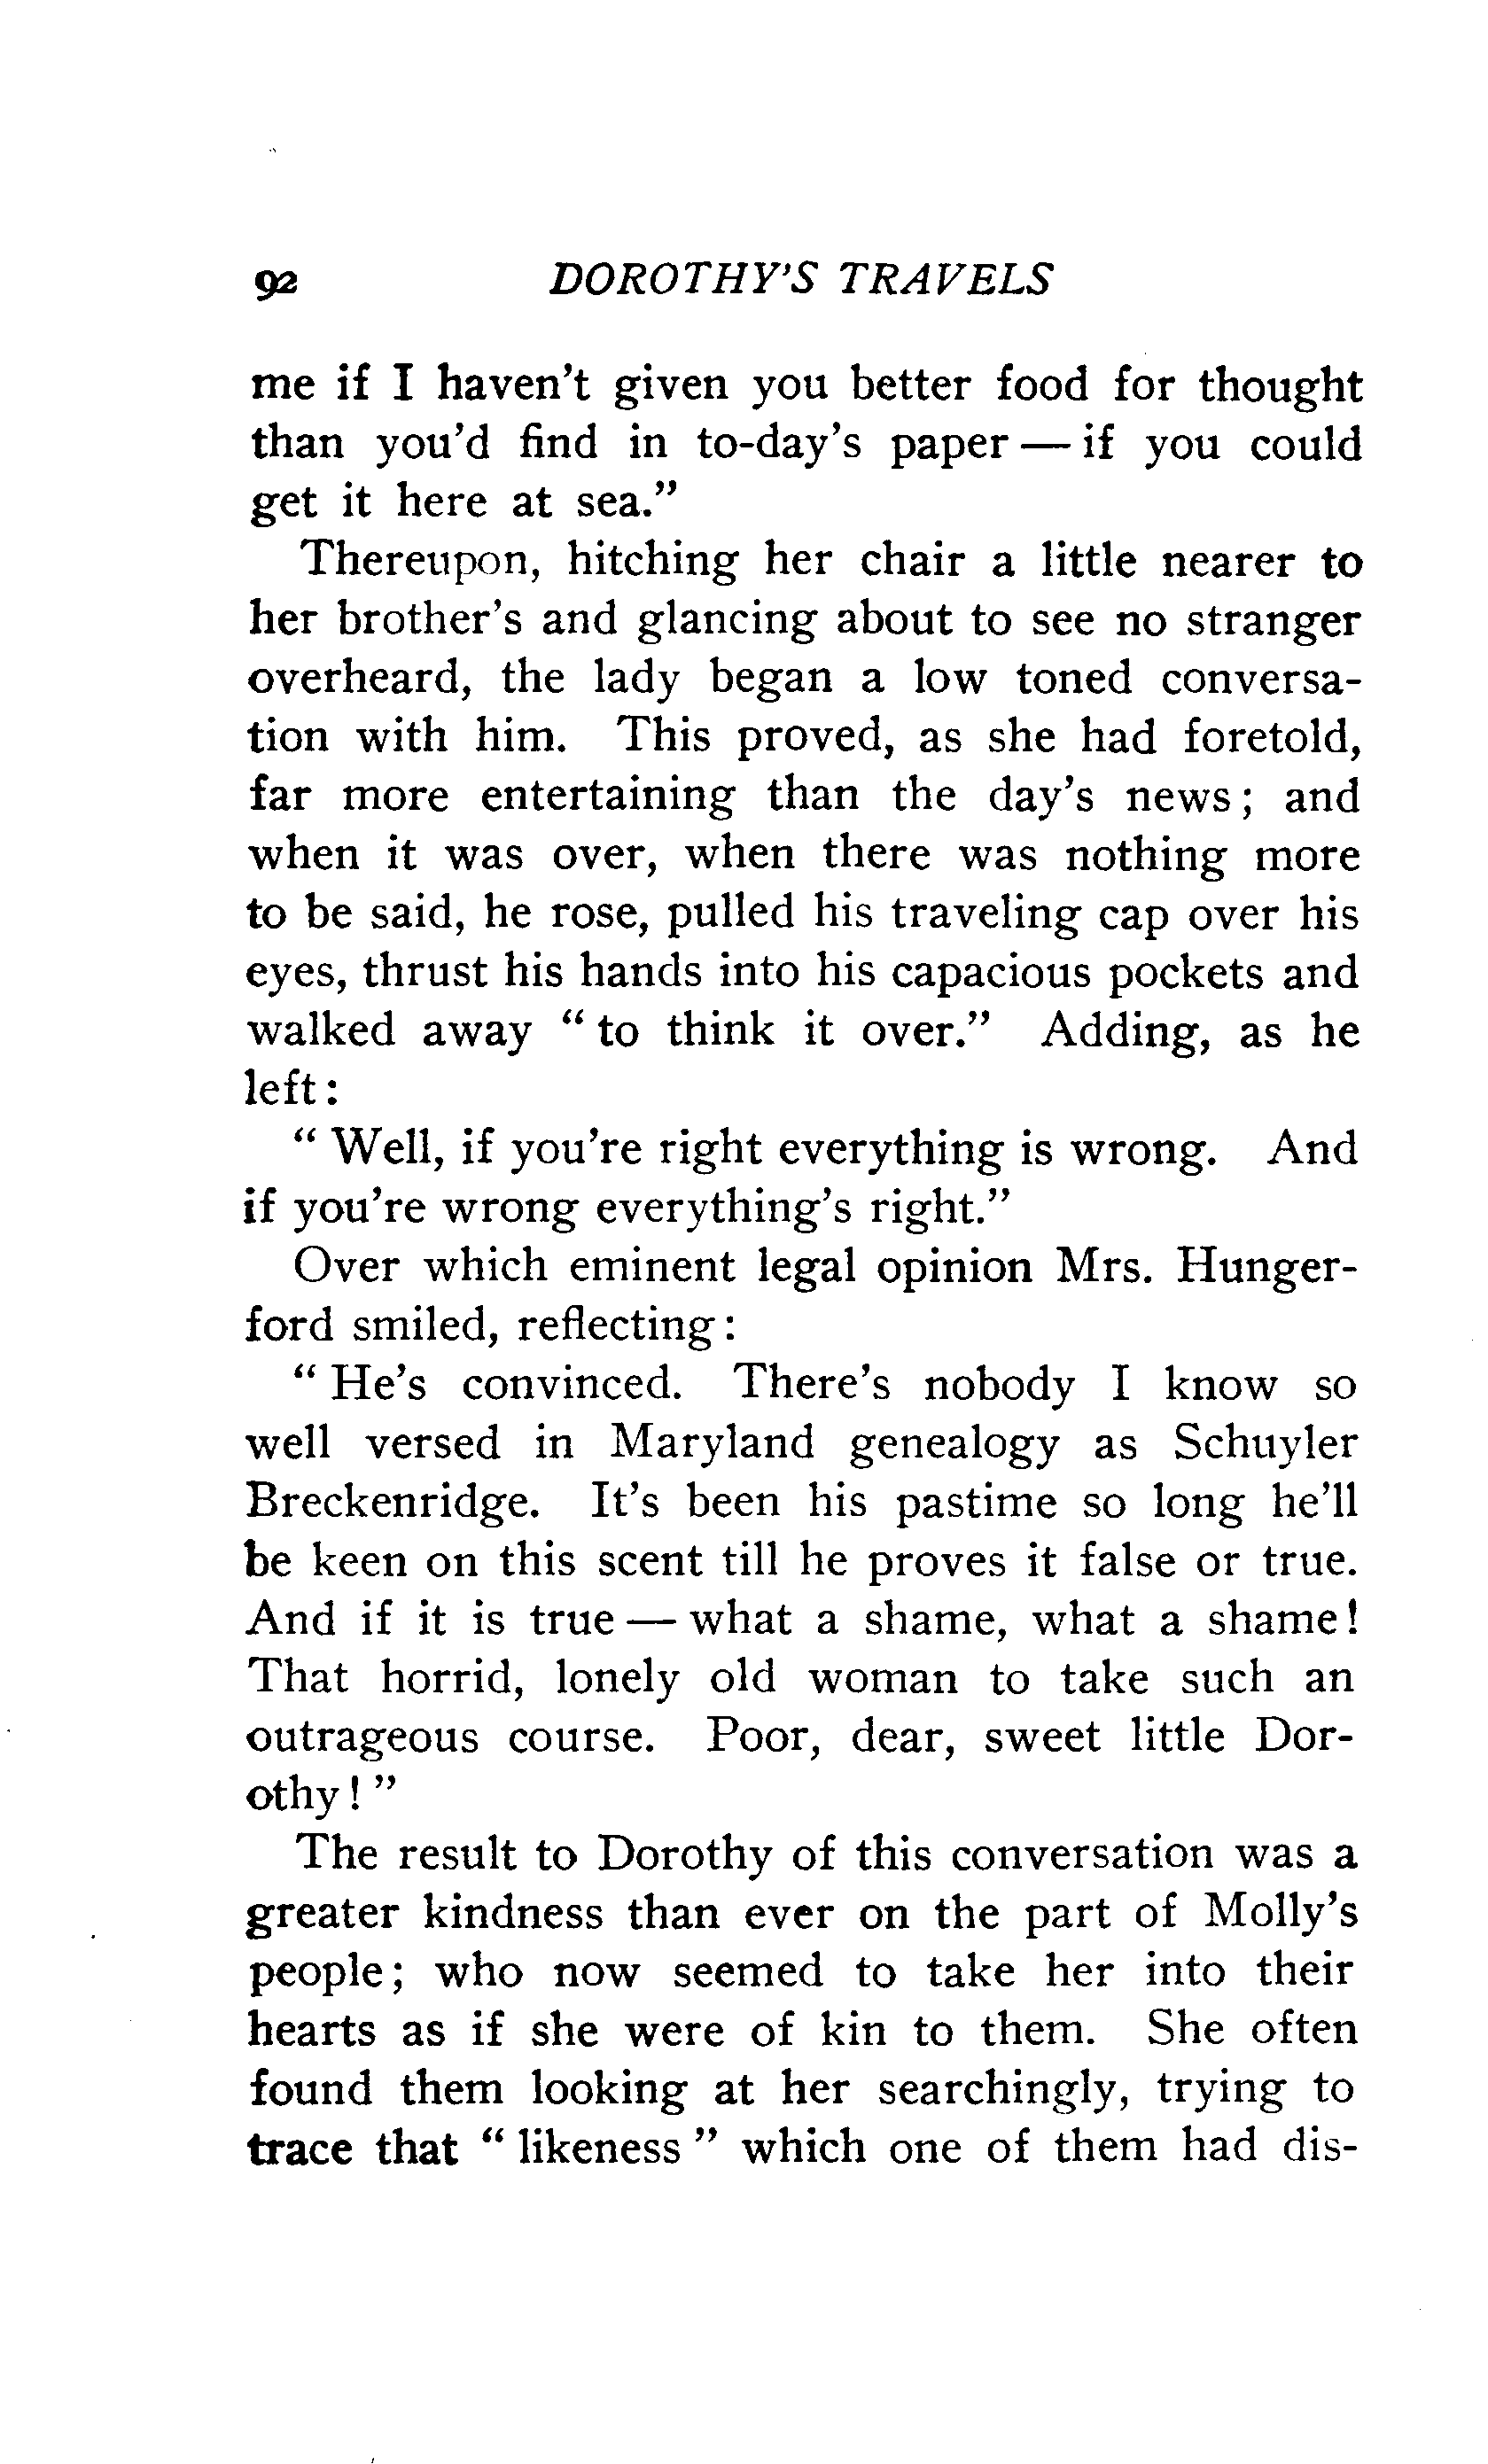 92 DOROTHY'S TRAVELS
me if I haven't given you better food for thought
than you'd find in to-day's paper — if you could
get it here at sea."
Thereupon, hitching her chair a little nearer to
her brother's and glancing about to see no stranger
overheard, the lady began a low toned conversa-
tion with him. This proved, as she had foretold,
far more entertaining than the day's news; and
when it was over, when there was nothing more
to be said, he rose, pulled his traveling cap over his
eyes, thrust his hands into his capacious pockets and
walked away "to think it over." Adding, as he
left:
"Well, if you're right everything is wrong. And
if you're wrong everything's right."
Over which eminent legal opinion Mrs. Hunger-
ford smiled, reflecting:
"He's convinced. There's nobody I know so
well versed in Maryland genealogy as Schuyler
Breckenridge. It's been his pastime so long he'll
be keen on this scent till he proves it false or true.
And if it is true — what a shame, what a shame!
That horrid, lonely old woman to take such an
outrageous course. Poor, dear, sweet little Dor-
othy!"
The result to Dorothy of this conversation was a
greater kindness than ever on the part of Molly's
people; who now seemed to take her into their
hearts as if she were of kin to them. She often
found them looking at her searchingly, trying to
trace that "likeness" which one of them had dis-